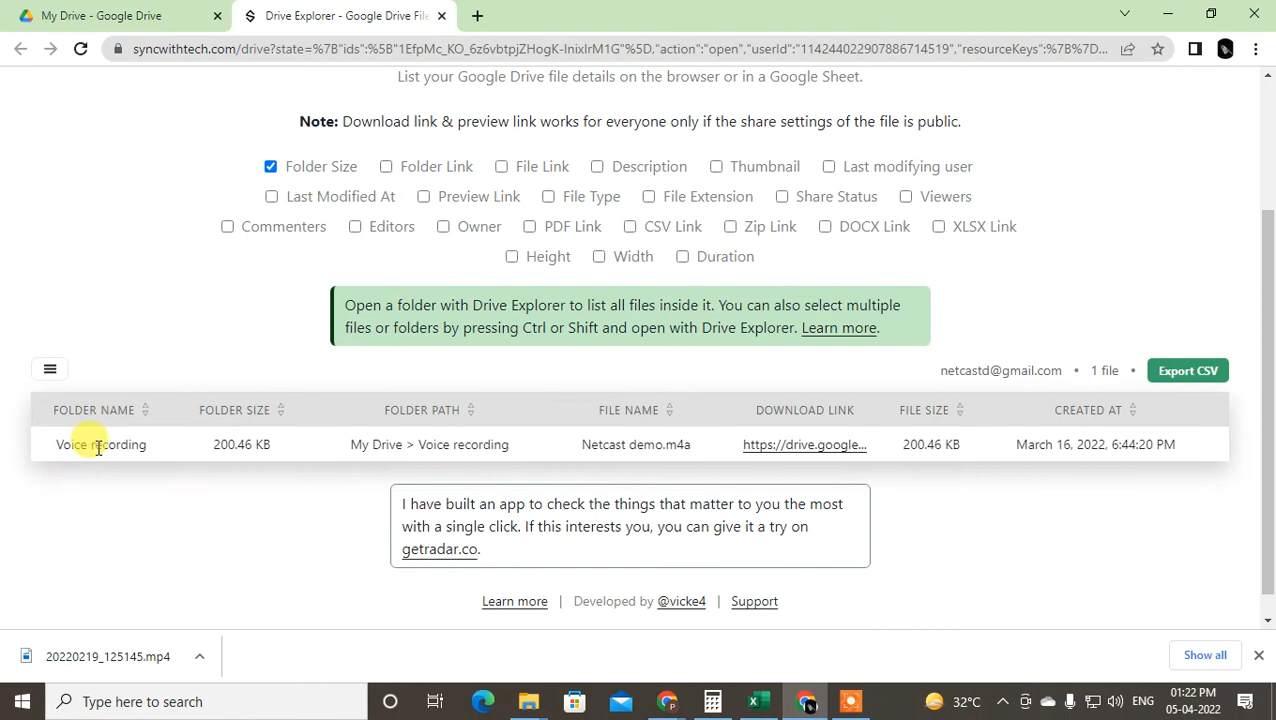 My Drive - Google Drive
Drive Explorer - Google Drive File
syncwithtech.com/drive?state=%7B"ids":%5B"1EfpMc_KO_6z6vbtpjZHogK-lnixIrM1G"%5D,"action":"open","userId":"114244022907886714519","resourceKeys":%7B%7D...
List your Google Drive file details on the browser or in a Google Sheet.
Note: Download link & preview link works for everyone only if the share settings of the file is public.
Folder Size Folder Link File Link Description Thumbnail Last modifying user
Last Modified At Preview Link File Type File Extension Share Status Viewers
Commenters Editors Owner PDF Link CSV Link Zip Link DOCX Link XLSX Link
Height Width Duration
Open a folder with Drive Explorer to list all files inside it. You can also select multiple
files or folders by pressing Ctrl or Shift and open with Drive Explorer. Learn more.
netcastd@gmail.com • 1 file • Export CSV
FOLDER NAME FOLDER SIZE FOLDER PATH FILE NAME DOWNLOAD LINK FILE SIZE CREATED AT
Voice recording 200.46 KB My Drive > Voice recording Netcast demo.m4a https://drive.google... 200.46 KB March 16, 2022, 6:44:20 PM
I have built an app to check the things that matter to you the most
with a single click. If this interests you, you can give it a try on
getradar.co.
Learn more | Developed by @vicke4 | Support
20220219_125145.mp4
Show all
Type here to search
32°C
ENG
01:22 PM
05-04-2022